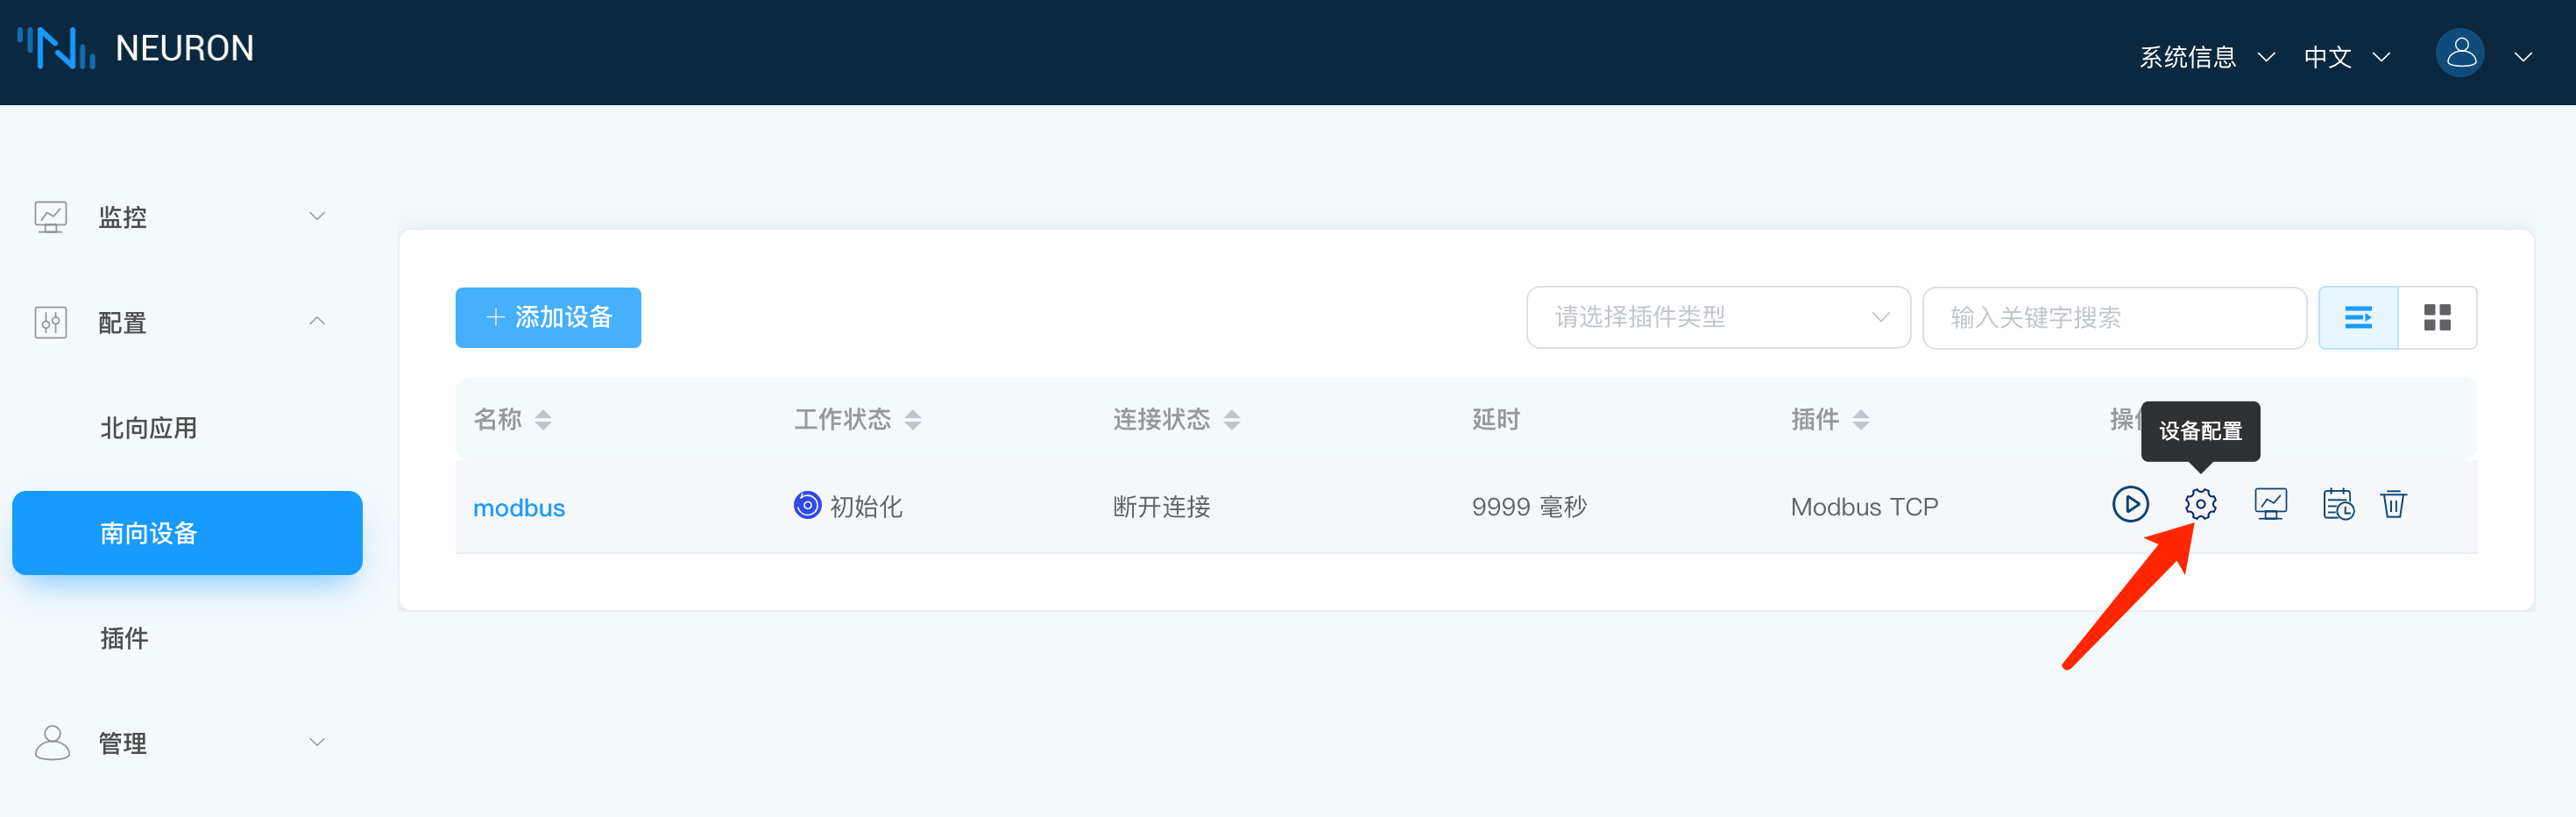 NEURON
系统信息 中文
监控
配置
北向应用
南向设备
插件
管理
添加设备
请选择插件类型
输入关键字搜索
名称 工作状态 连接状态 延时 插件
设备配置
modbus 初始化 断开连接 9999 毫秒 Modbus TCP